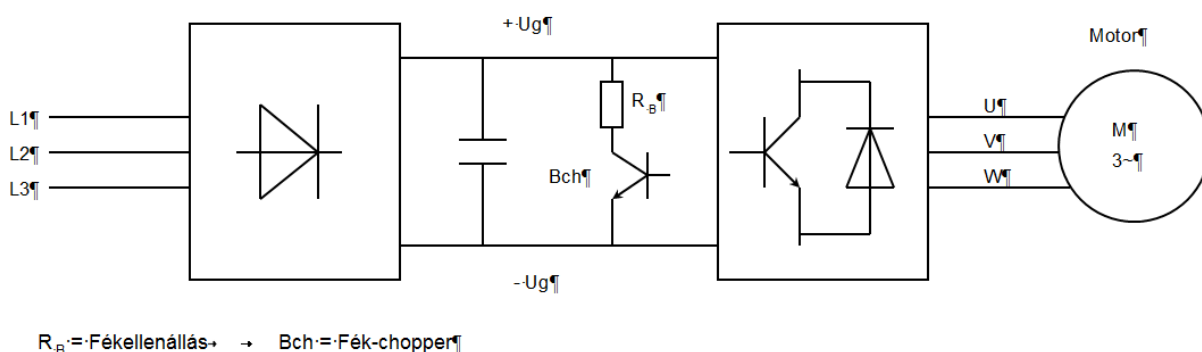 +·Ug¶
Motor¶
L1¶
L2¶
L3¶
R.B¶
Bch¶
U¶
V¶
W¶
M¶
3~¶
-·Ug¶
R.B·=·Fékellenállás→ → Bch·=·Fék-chopper¶